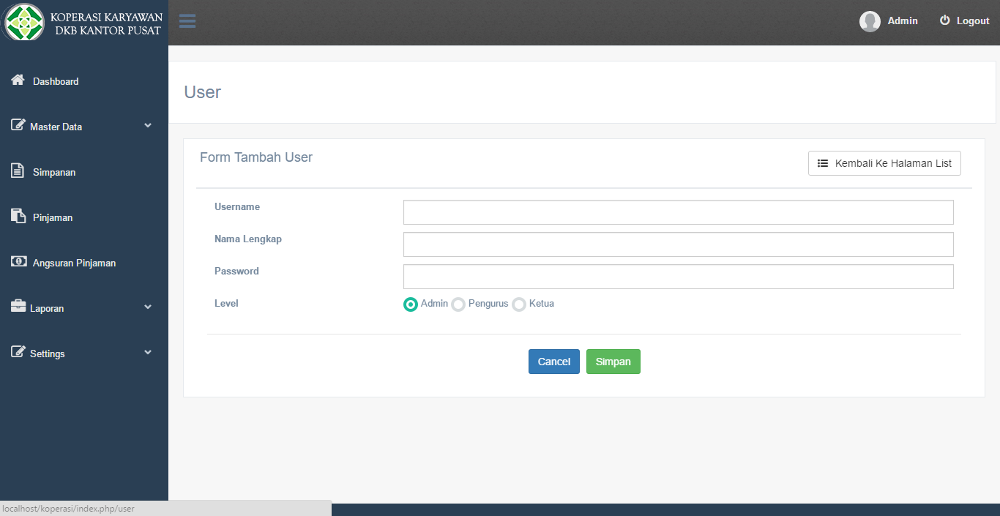 KOPERASI KARYAWAN
DKB KANTOR PUSAT
Admin
Logout
Dashboard
Master Data
Simpanan
Pinjaman
Angsuran Pinjaman
Laporan
Settings
User
Form Tambah User
Kembali Ke Halaman List
Username
Nama Lengkap
Password
Level
Admin Pengurus Ketua
Cancel Simpan
localhost/koperasi/index.php/user